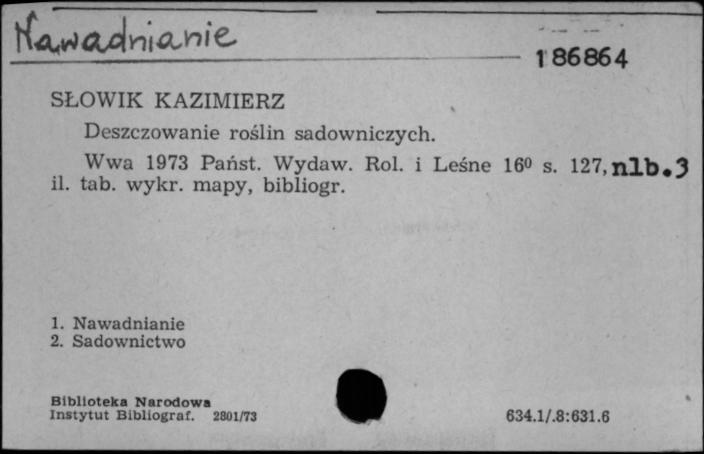 Nawadnianie
186864
SŁOWIK KAZIMIERZ
Deszczowanie roślin sadowniczych.
Wwa 1973 Państ. Wydaw. Rol. i Leśne 16⁰ s. 127, nlb.3
il. tab. wykr. mapy, bibliogr.
1. Nawadnianie
2. Sadownictwo
Biblioteka Narodowa
Instytut Bibliograf. 2801/73
634.1/.8:631.6